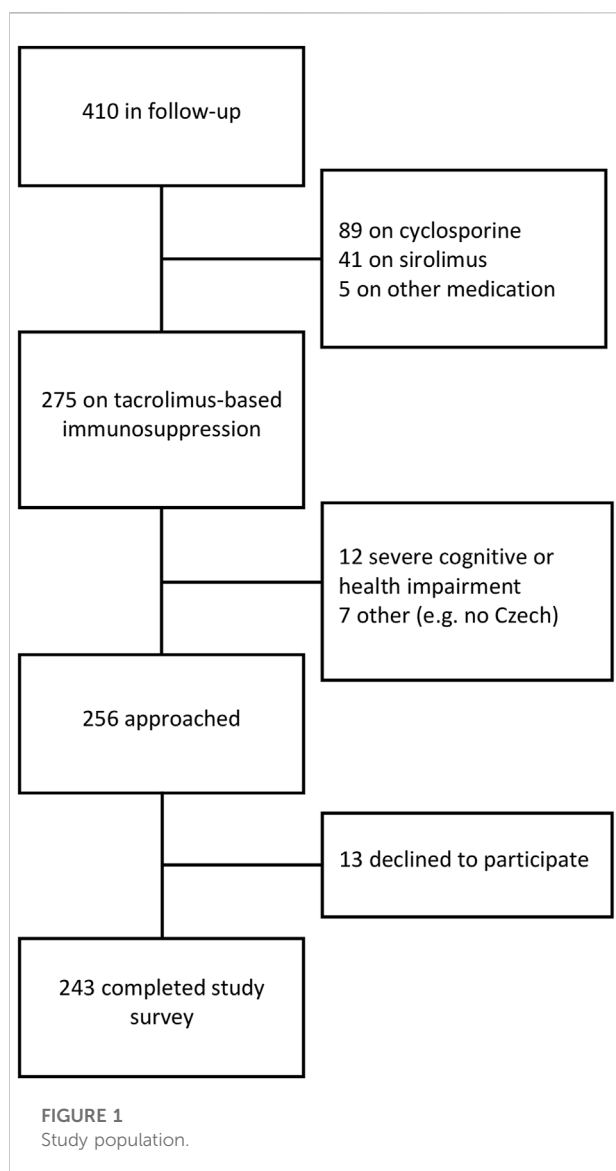 410 in follow-up
89 on cyclosporine
41 on sirolimus
5 on other medication
275 on tacrolimus-based
immunosuppression
12 severe cognitive or
health impairment
7 other (e.g. no Czech)
256 approached
13 declined to participate
243 completed study
survey
FIGURE 1
Study population.